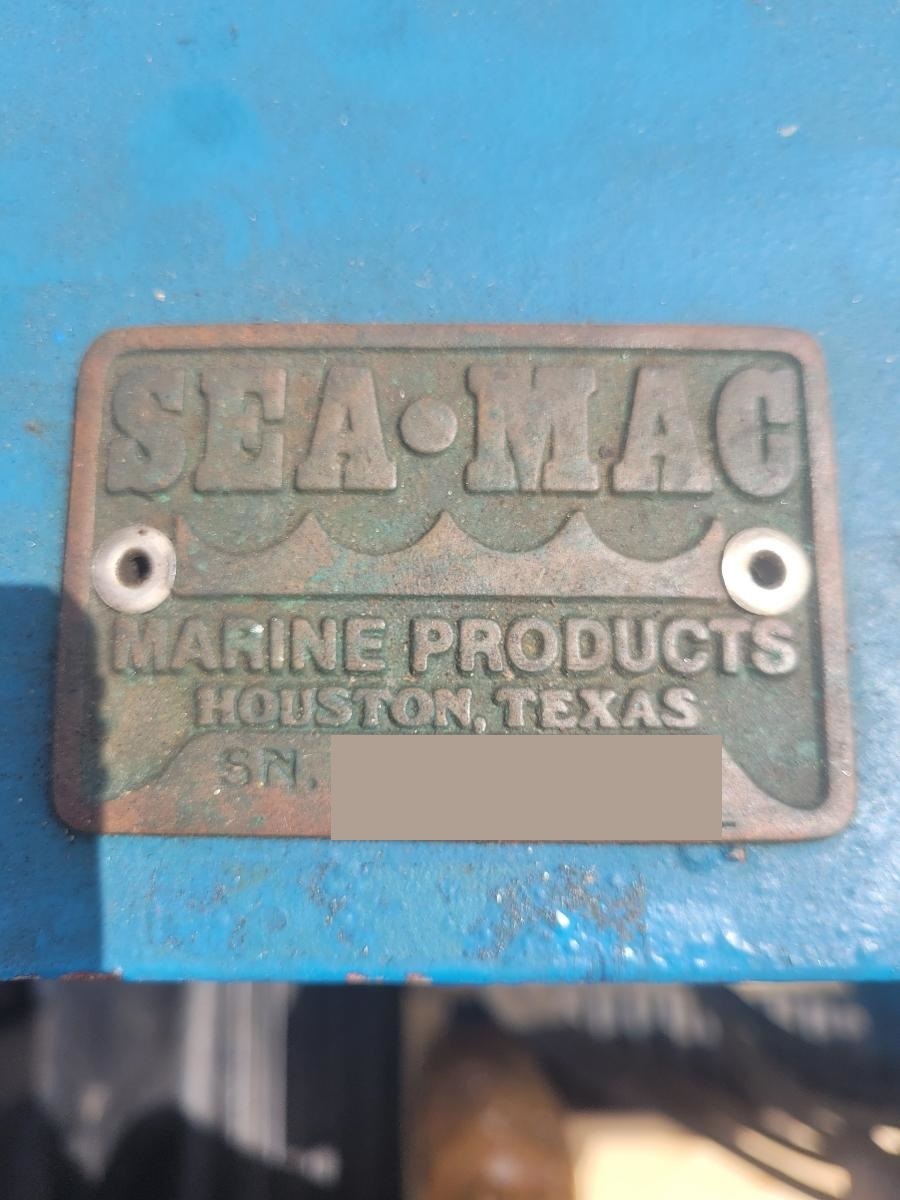 SEA•MAC
MARINE PRODUCTS
HOUSTON, TEXAS
SN.